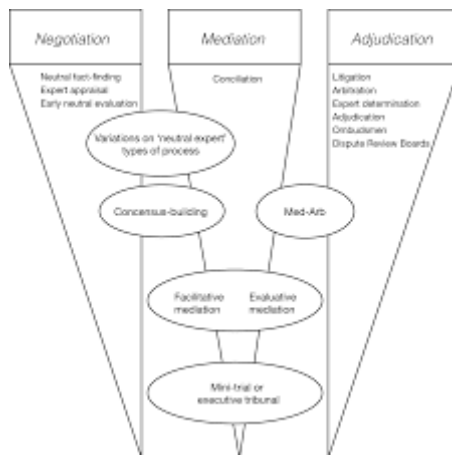 Negotiation
Mediation
Adjudication
Neutral fact-finding
Expert appraisal
Early neutral evaluation
Conciliation
Litigation
Arbitration
Expert determination
Adjudication
Ombudsmen
Dispute Review Boards
Variations on 'neutral expert'
types of process
Concensus-building
Med-Arb
Facilitative
mediation
Evaluative
mediation
Mini-trial or
executive tribunal